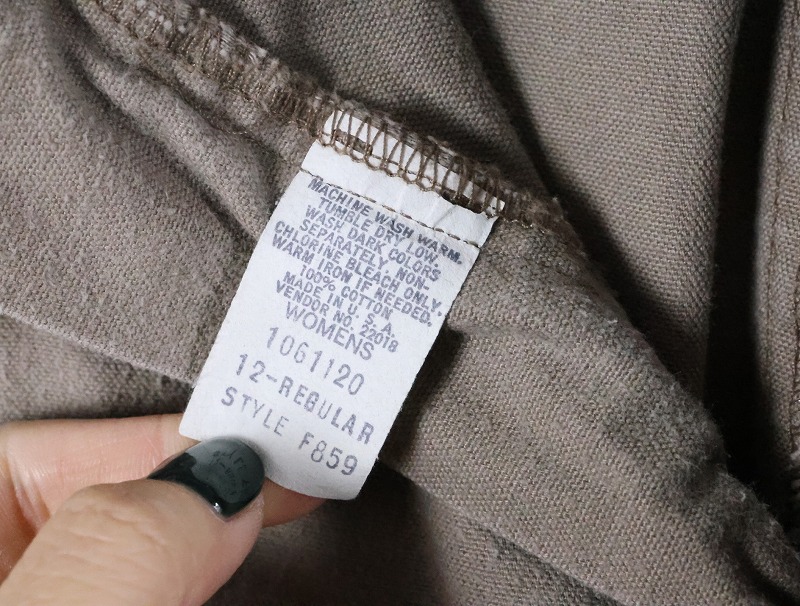 MACHINE WASH WARM.
TUMBLE DRY LOW.
WASH DARK COLORS
SEPARATELY, NON-
CHLORINE BLEACH ONLY.
WARM IRON IF NEEDED.
100% COTTON
MADE IN U.S.A.
VENDOR NO. 22018
WOMENS
1061120
12-REGULAR
STYLE F859